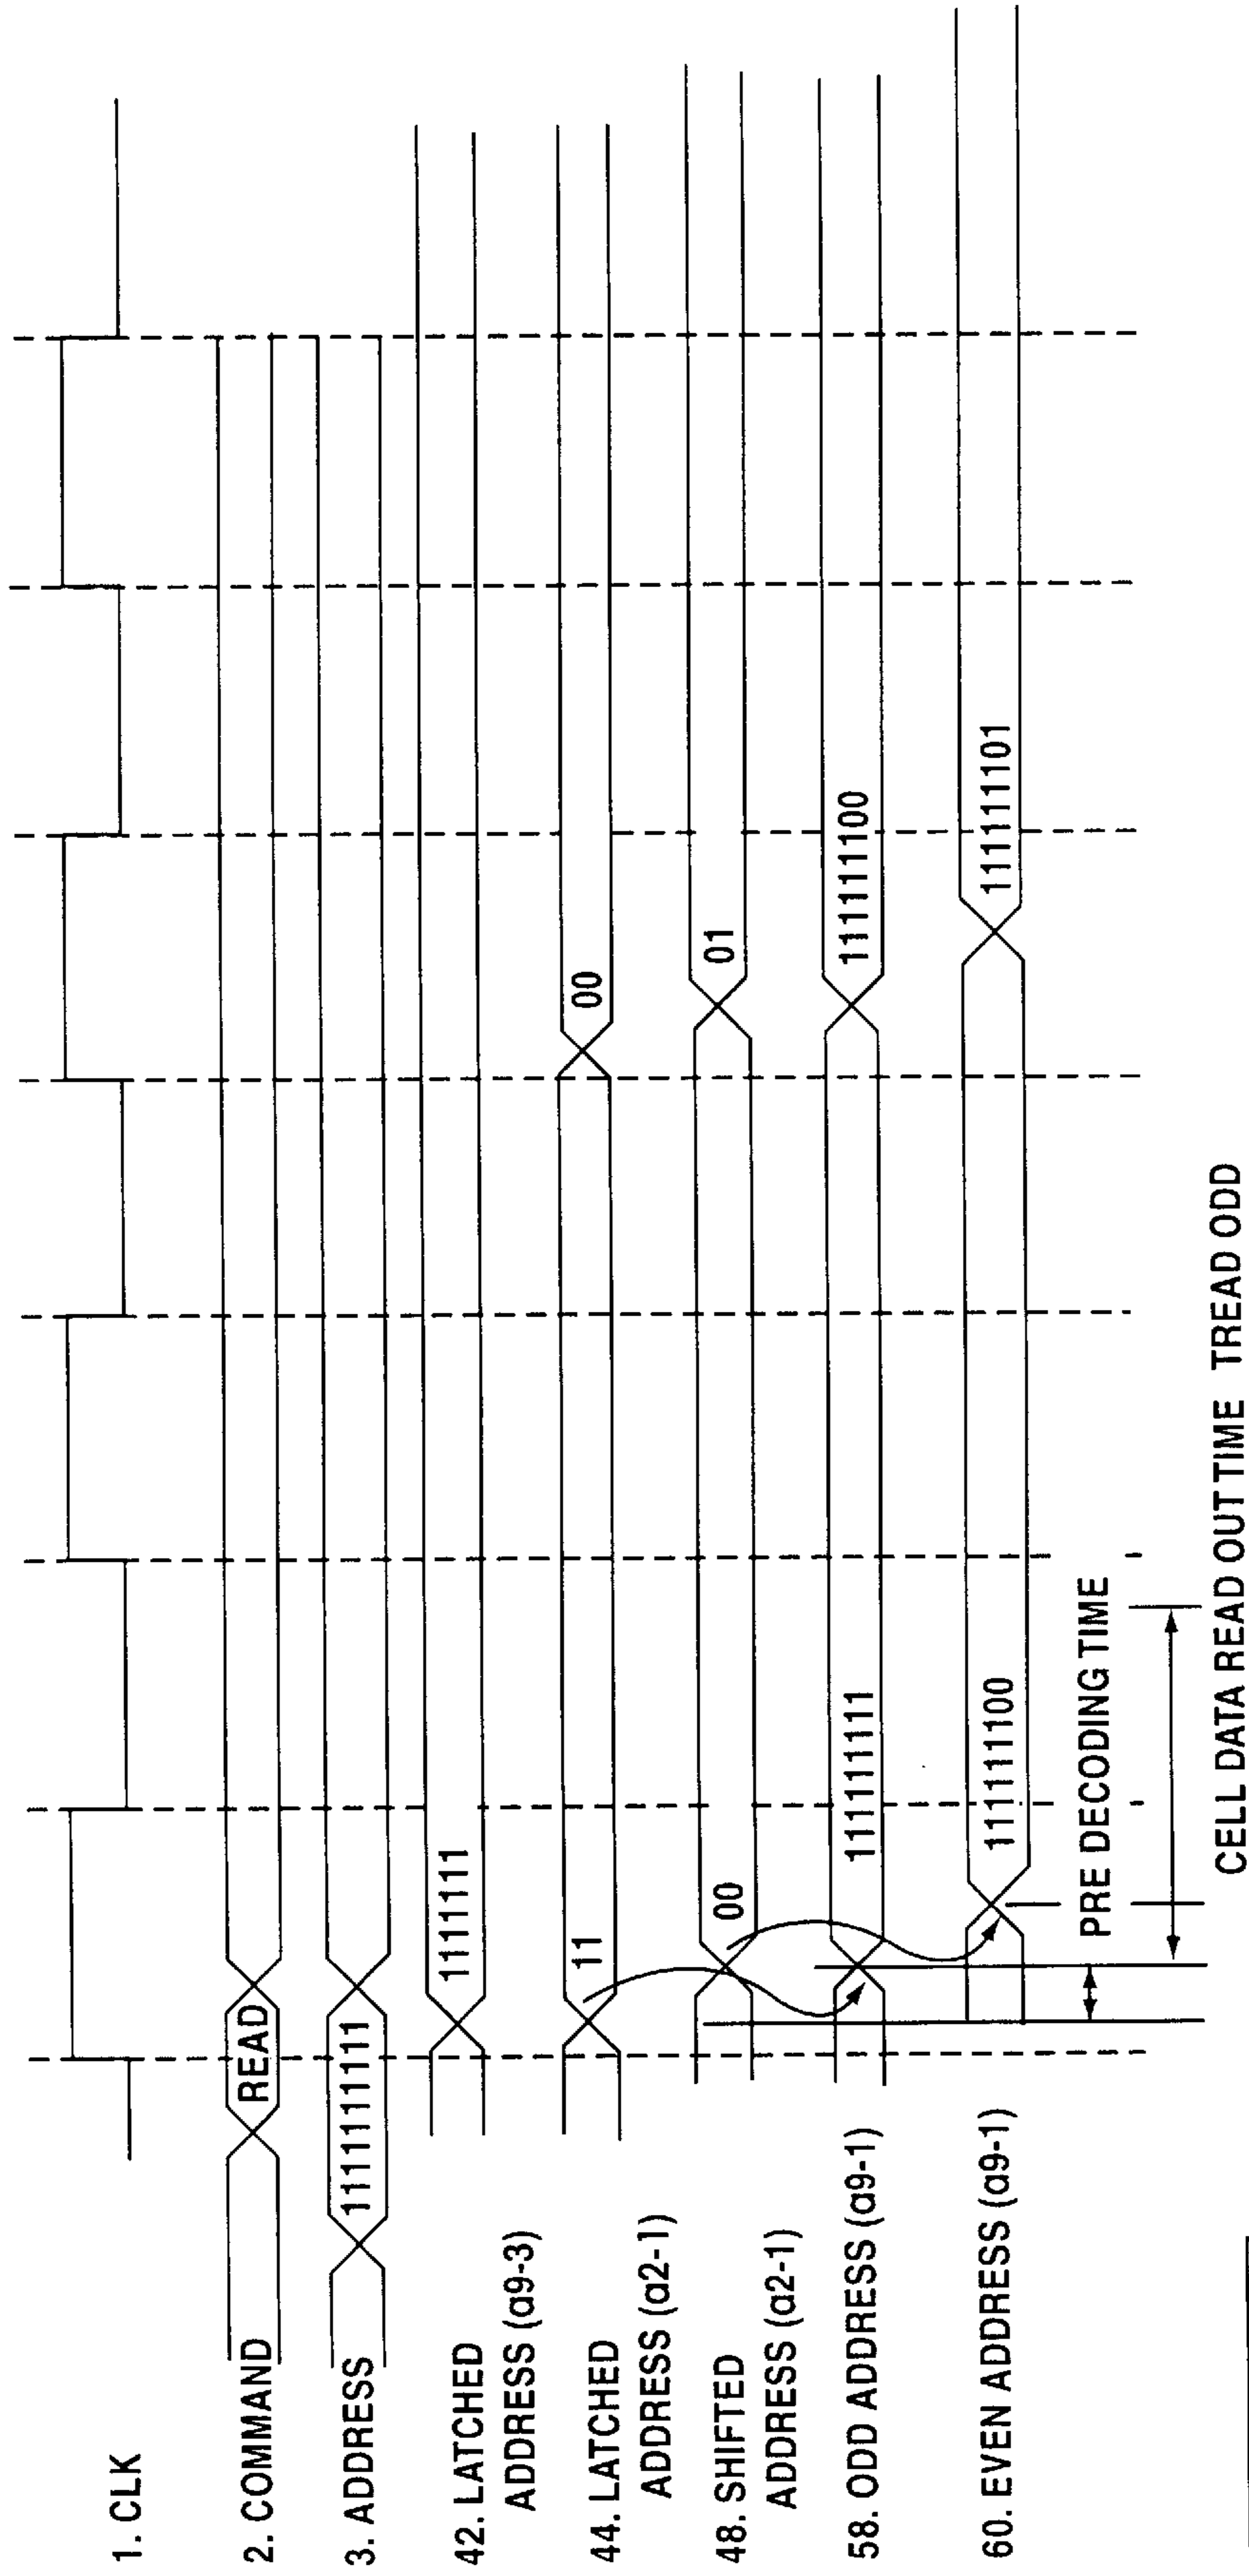 1. CLK
2. COMMAND
READ
3. ADDRESS
1111111111
42. LATCHED
ADDRESS (a9-3)
1111111
44. LATCHED
ADDRESS (a2-1)
11
00
48. SHIFTED
ADDRESS (a2-1)
00
01
58. ODD ADDRESS (a9-1)
111111111
111111100
60. EVEN ADDRESS (a9-1)
111111100
111111101
PRE DECODING TIME
CELL DATA READ OUT TIME TREAD ODD